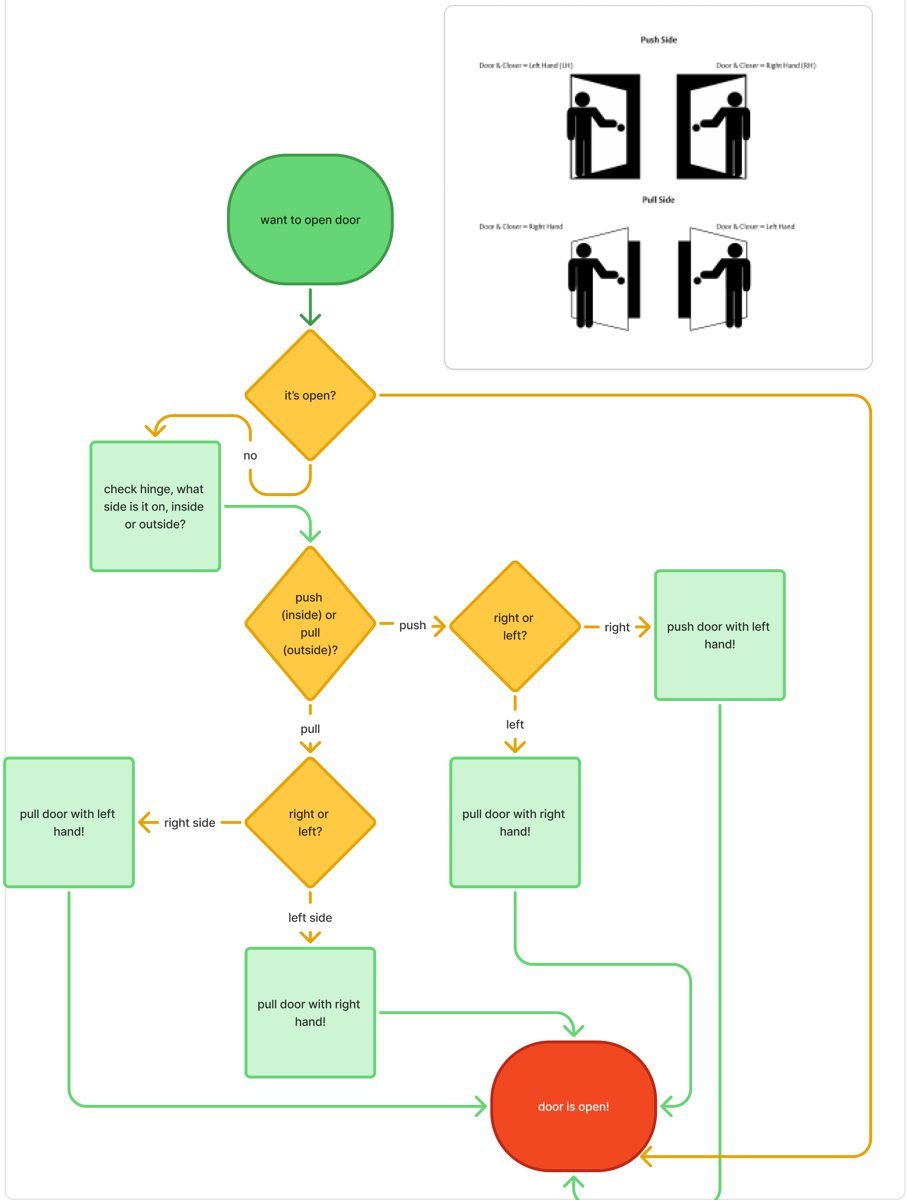 Push Side
Door & Closer = Left Hand (LH)
Door & Closer = Right Hand (RH)
Pull Side
Door & Closer = Right Hand
Door & Closer = Left Hand
want to open door
it's open?
no
check hinge, what
side is it on, inside
or outside?
push
(inside) or
pull
(outside)?
push
right or
left?
right
push door with left
hand!
pull
left
pull door with left
hand!
right side
right or
left?
pull door with right
hand!
left side
pull door with right
hand!
door is open!